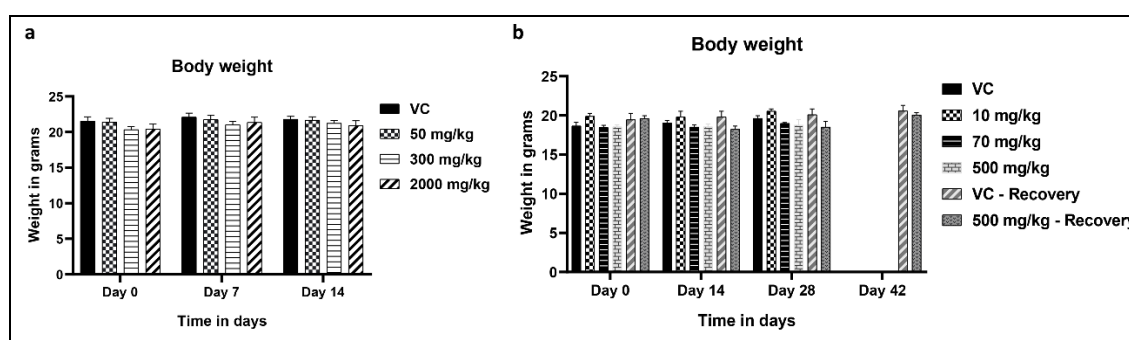 a
Body weight
25
20
15
10
5
0
Weight in grams
Day 0 Day 7 Day 14
Time in days
VC
50 mg/kg
300 mg/kg
2000 mg/kg
b
Body weight
25
20
15
10
5
0
Weight in grams
Day 0 Day 14 Day 28 Day 42
Time in days
VC
10 mg/kg
70 mg/kg
500 mg/kg
VC - Recovery
500 mg/kg - Recovery